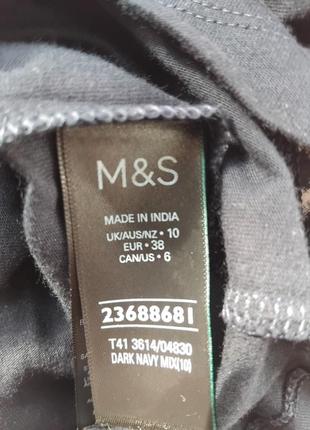 M&S
MADE IN INDIA
UK/AUS/NZ • 10
EUR • 38
CAN/US • 6
23688681
T41 3614/04830
DARK NAVY MIX(10)